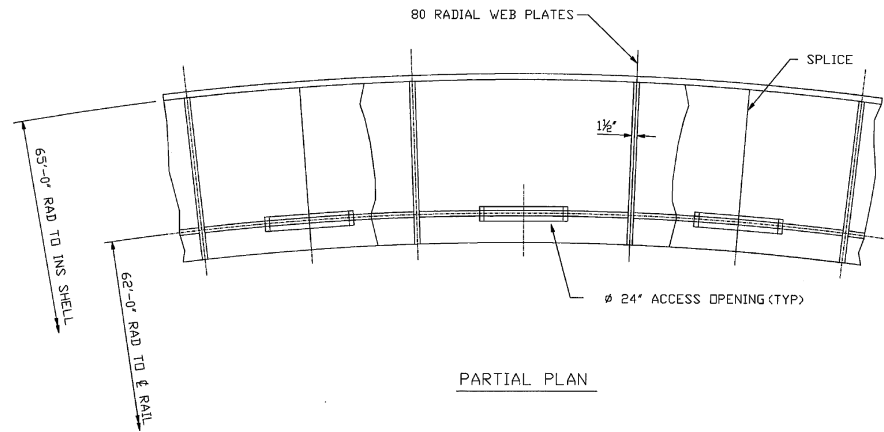 80 RADIAL WEB PLATES
SPLICE
1½"
65'-0" RAD TO INS SHELL
62'-0" RAD TO ℄ RAIL
ø 24" ACCESS OPENING (TYP)
PARTIAL PLAN